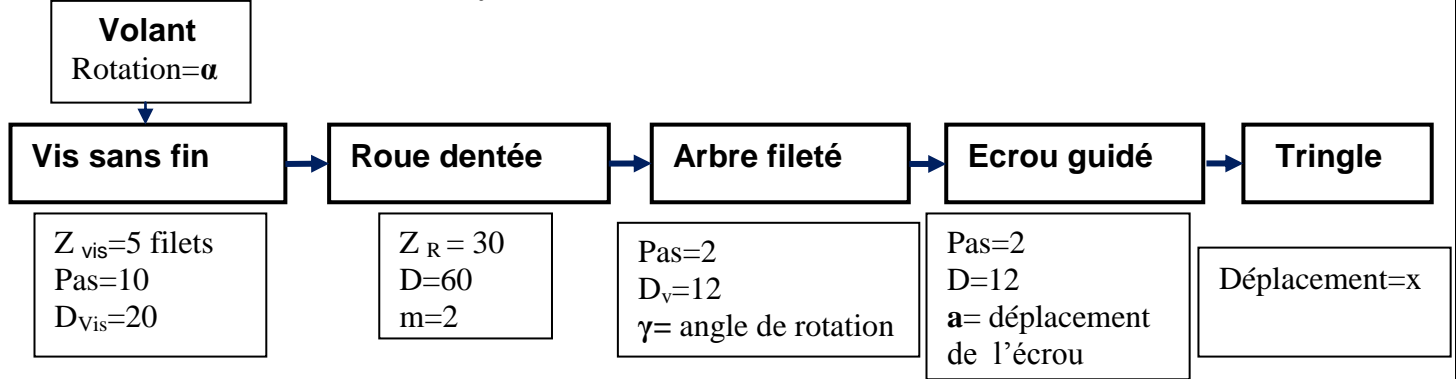 Volant
Rotation=α
Vis sans fin
Roue dentée
Arbre fileté
Ecrou guidé
Tringle
Z vis=5 filets
Pas=10
DVis=20
Z R = 30
D=60
m=2
Pas=2
Dv=12
γ= angle de rotation
Pas=2
D=12
a= déplacement
de l'écrou
Déplacement=x